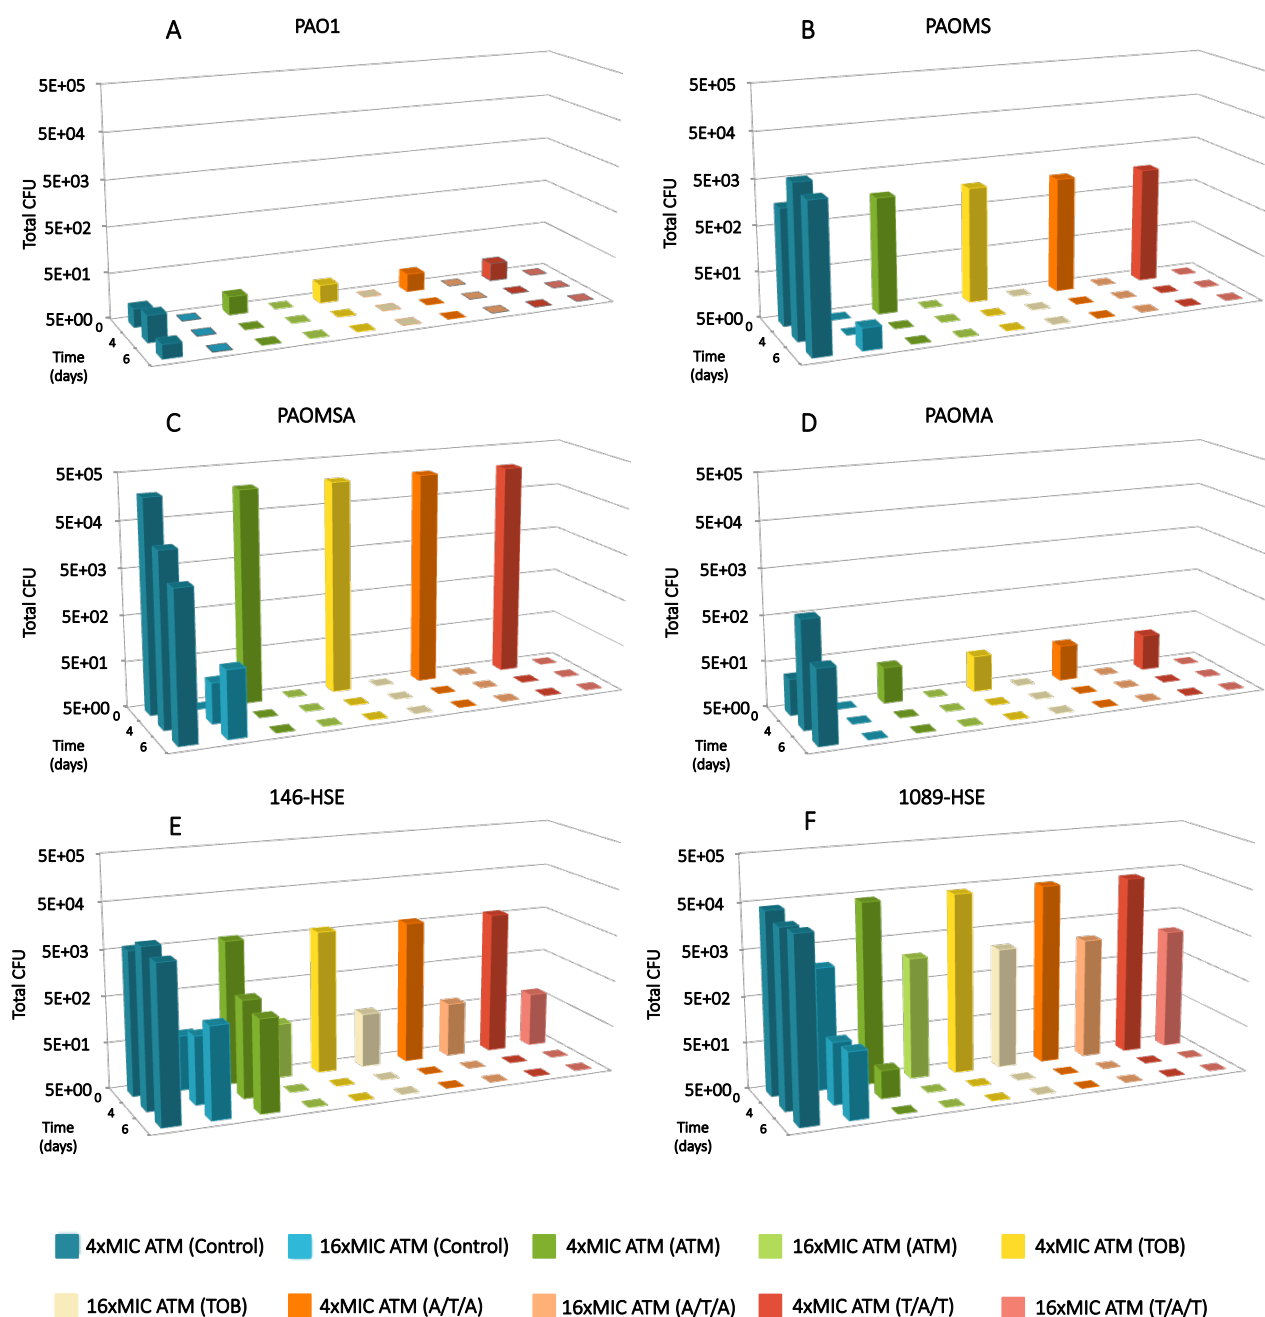 A PAO1
5E+05
5E+04
5E+03
5E+02
5E+01
5E+00
Total CFU
0
4
6
Time
(days)
B PAOMS
5E+05
5E+04
5E+03
5E+02
5E+01
5E+00
Total CFU
0
4
6
Time
(days)
C PAOMSA
5E+05
5E+04
5E+03
5E+02
5E+01
5E+00
Total CFU
0
4
6
Time
(days)
D PAOMA
5E+05
5E+04
5E+03
5E+02
5E+01
5E+00
Total CFU
0
4
6
Time
(days)
146-HSE
E
5E+05
5E+04
5E+03
5E+02
5E+01
5E+00
Total CFU
0
4
6
Time
(days)
1089-HSE
F
5E+05
5E+04
5E+03
5E+02
5E+01
5E+00
Total CFU
0
4
6
Time
(days)
4xMIC ATM (Control) 16xMIC ATM (Control) 4xMIC ATM (ATM) 16xMIC ATM (ATM) 4xMIC ATM (TOB)
16xMIC ATM (TOB) 4xMIC ATM (A/T/A) 16xMIC ATM (A/T/A) 4xMIC ATM (T/A/T) 16xMIC ATM (T/A/T)